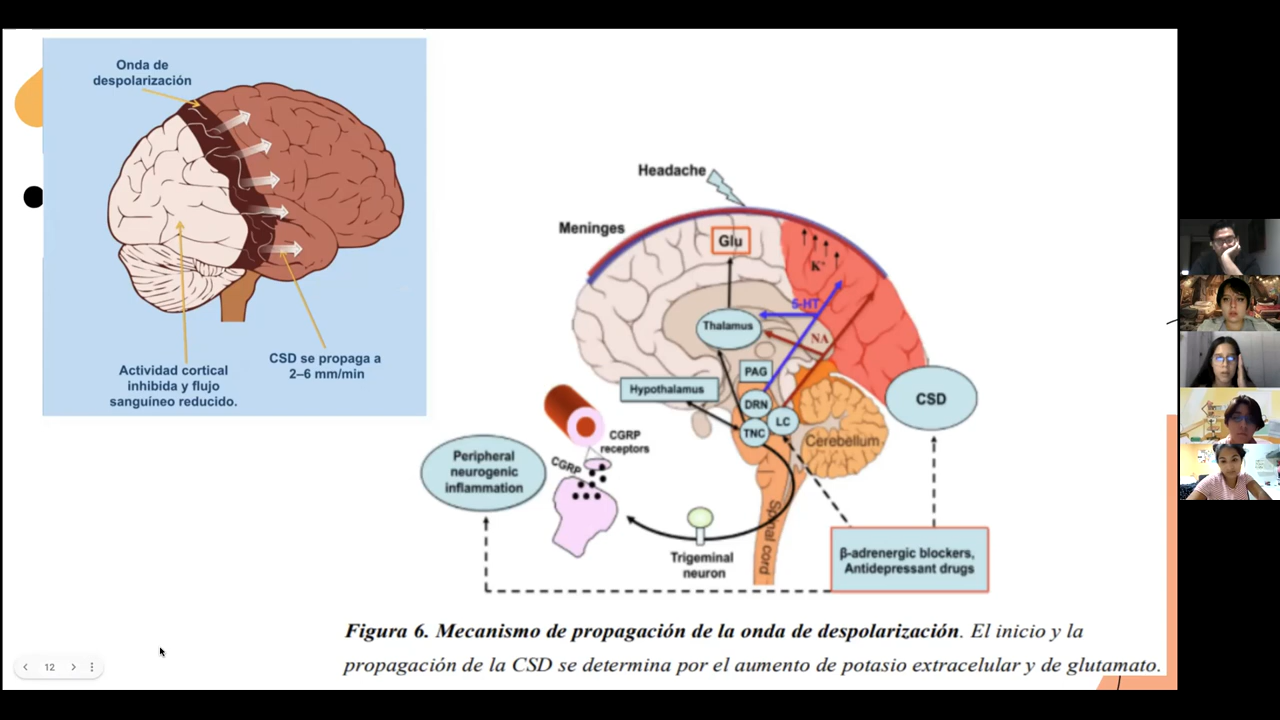 Onda de
despolarización
Actividad cortical
inhibida y flujo
sanguíneo reducido.
CSD se propaga a
2–6 mm/min
Headache
Meninges
Glu
K⁺
5-HT
Thalamus
NA
PAG
Hypothalamus
DRN
LC
TNC
CSD
Cerebellum
CGRP
receptors
CGRP
Peripheral
neurogenic
inflammation
Spinal cord
Trigeminal
neuron
β-adrenergic blockers,
Antidepressant drugs
Figura 6. Mecanismo de propagación de la onda de despolarización. El inicio y la
propagación de la CSD se determina por el aumento de potasio extracelular y de glutamato.
12